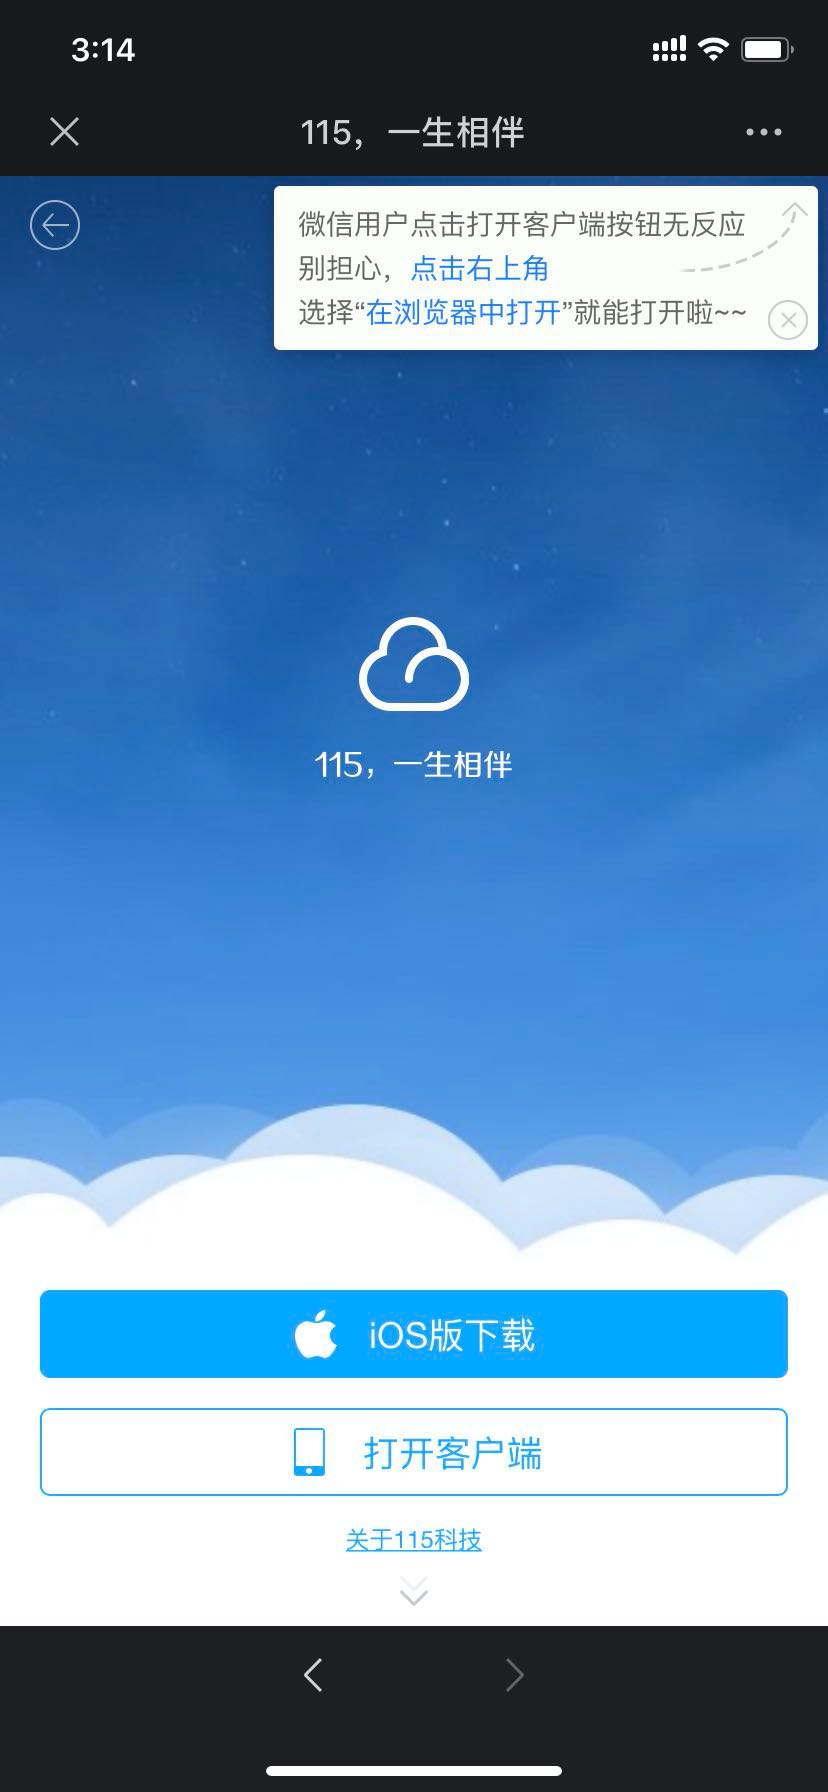 3:14
115，一生相伴
微信用户点击打开客户端按钮无反应
别担心，点击右上角
选择“在浏览器中打开”就能打开啦~~
115，一生相伴
iOS版下载
打开客户端
关于115科技